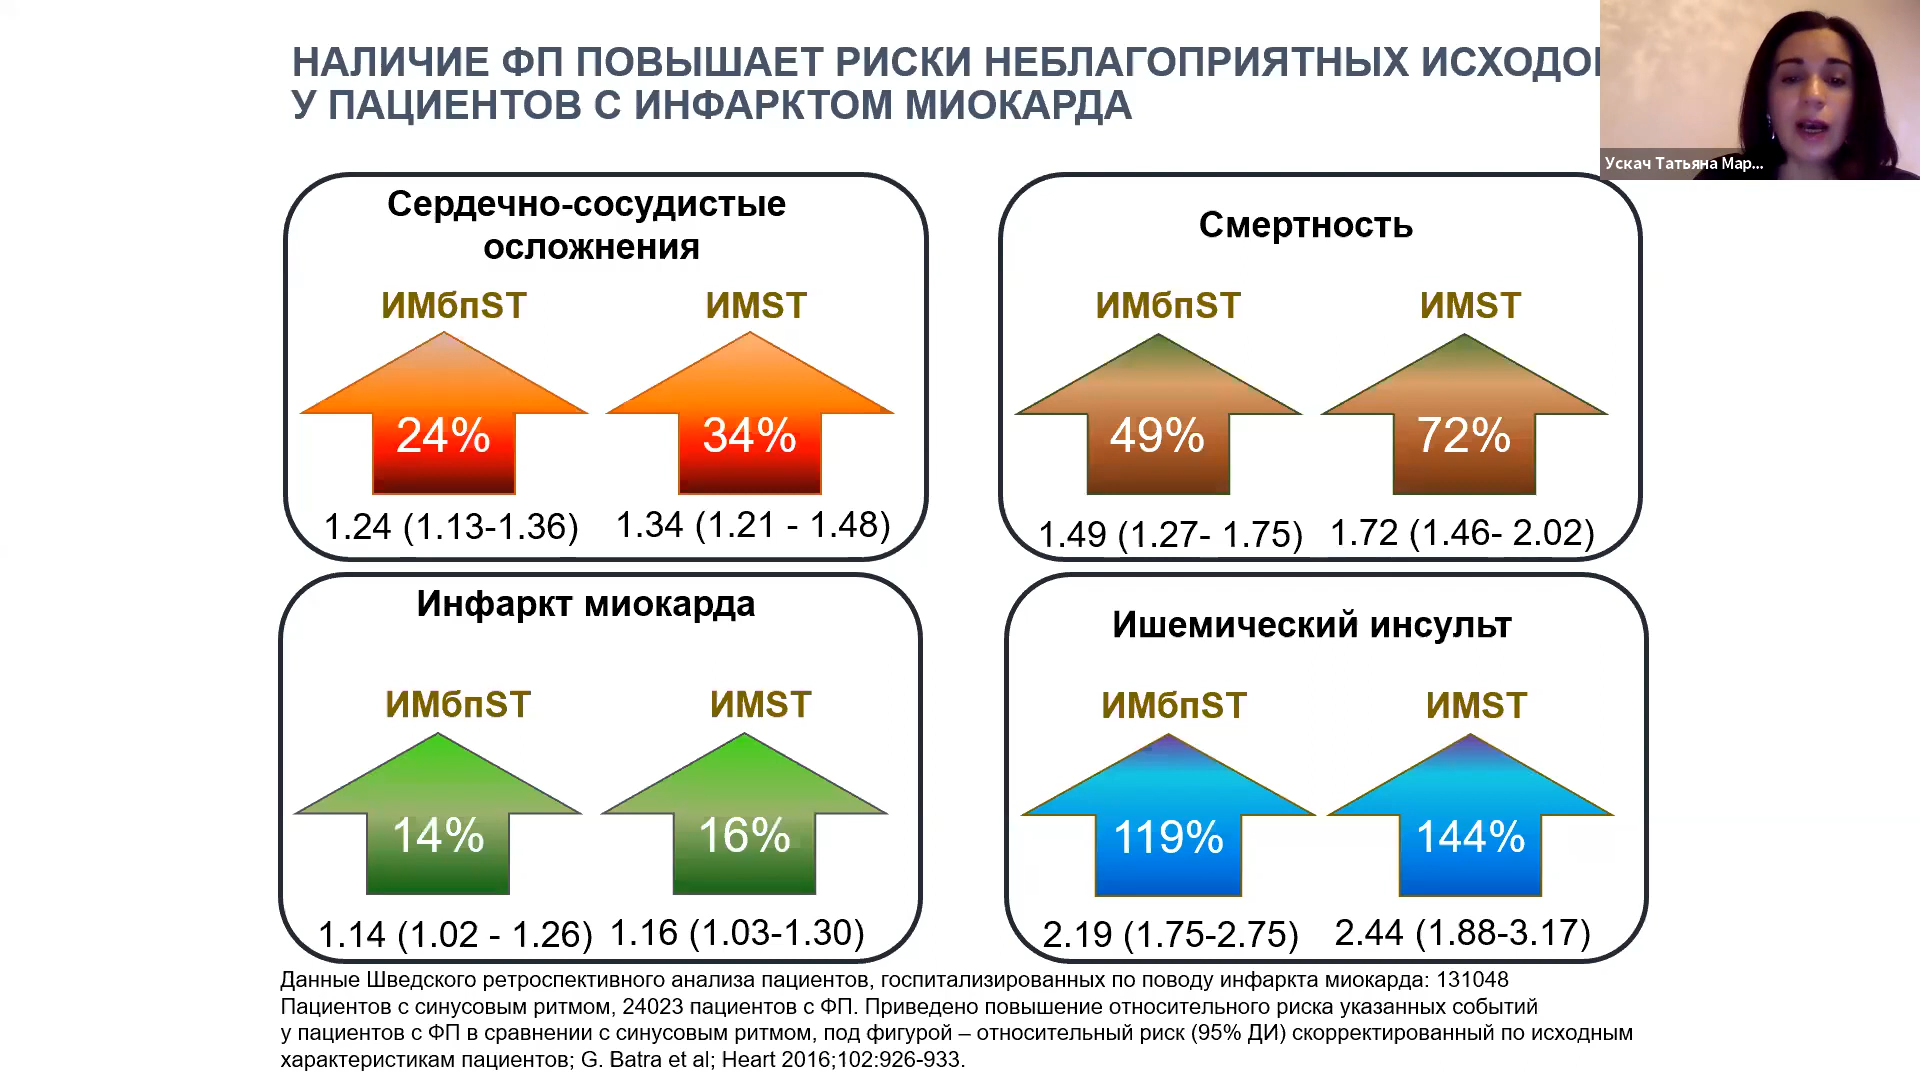 НАЛИЧИЕ ФП ПОВЫШАЕТ РИСКИ НЕБЛАГОПРИЯТНЫХ
У ПАЦИЕНТОВ С ИНФАРКТОМ МИОКАРДА
Ускач Татьяна Мар...
Сердечно-сосудистые
осложнения
ИМбпST ИМST
24% 34%
1.24 (1.13-1.36) 1.34 (1.21 - 1.48)
Смертность
ИМбпST ИМST
49% 72%
1.49 (1.27- 1.75) 1.72 (1.46- 2.02)
Инфаркт миокарда
ИМбпST ИМST
14% 16%
1.14 (1.02 - 1.26) 1.16 (1.03-1.30)
Ишемический инсульт
ИМбпST ИМST
119% 144%
2.19 (1.75-2.75) 2.44 (1.88-3.17)
Данные Шведского ретроспективного анализа пациентов, госпитализированных по поводу инфаркта миокарда: 131048
Пациентов с синусовым ритмом, 24023 пациентов с ФП. Приведено повышение относительного риска указанных событий
у пациентов с ФП в сравнении с синусовым ритмом, под фигурой – относительный риск (95% ДИ) скорректированный по исходным
характеристикам пациентов; G. Batra et al; Heart 2016;102:926-933.